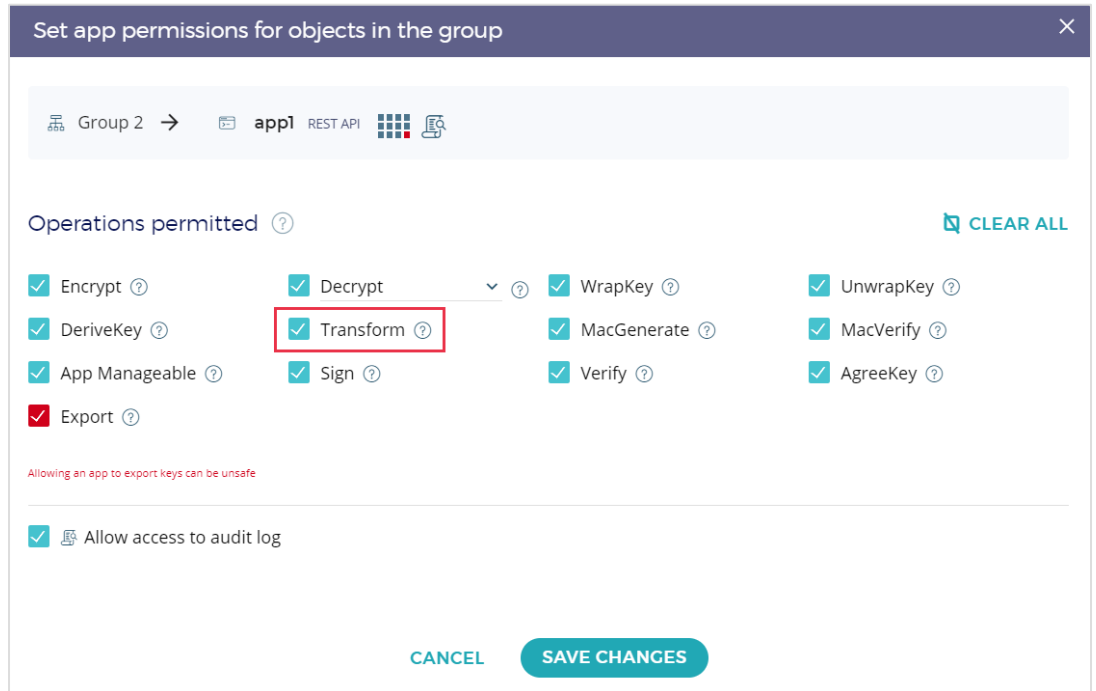 Set app permissions for objects in the group
Group 2 → app1 REST API
Operations permitted ?
CLEAR ALL
Encrypt ? Decrypt ? WrapKey ? UnwrapKey ?
DeriveKey ? Transform ? MacGenerate ? MacVerify ?
App Manageable ? Sign ? Verify ? AgreeKey ?
Export ?
Allowing an app to export keys can be unsafe
Allow access to audit log
CANCEL SAVE CHANGES